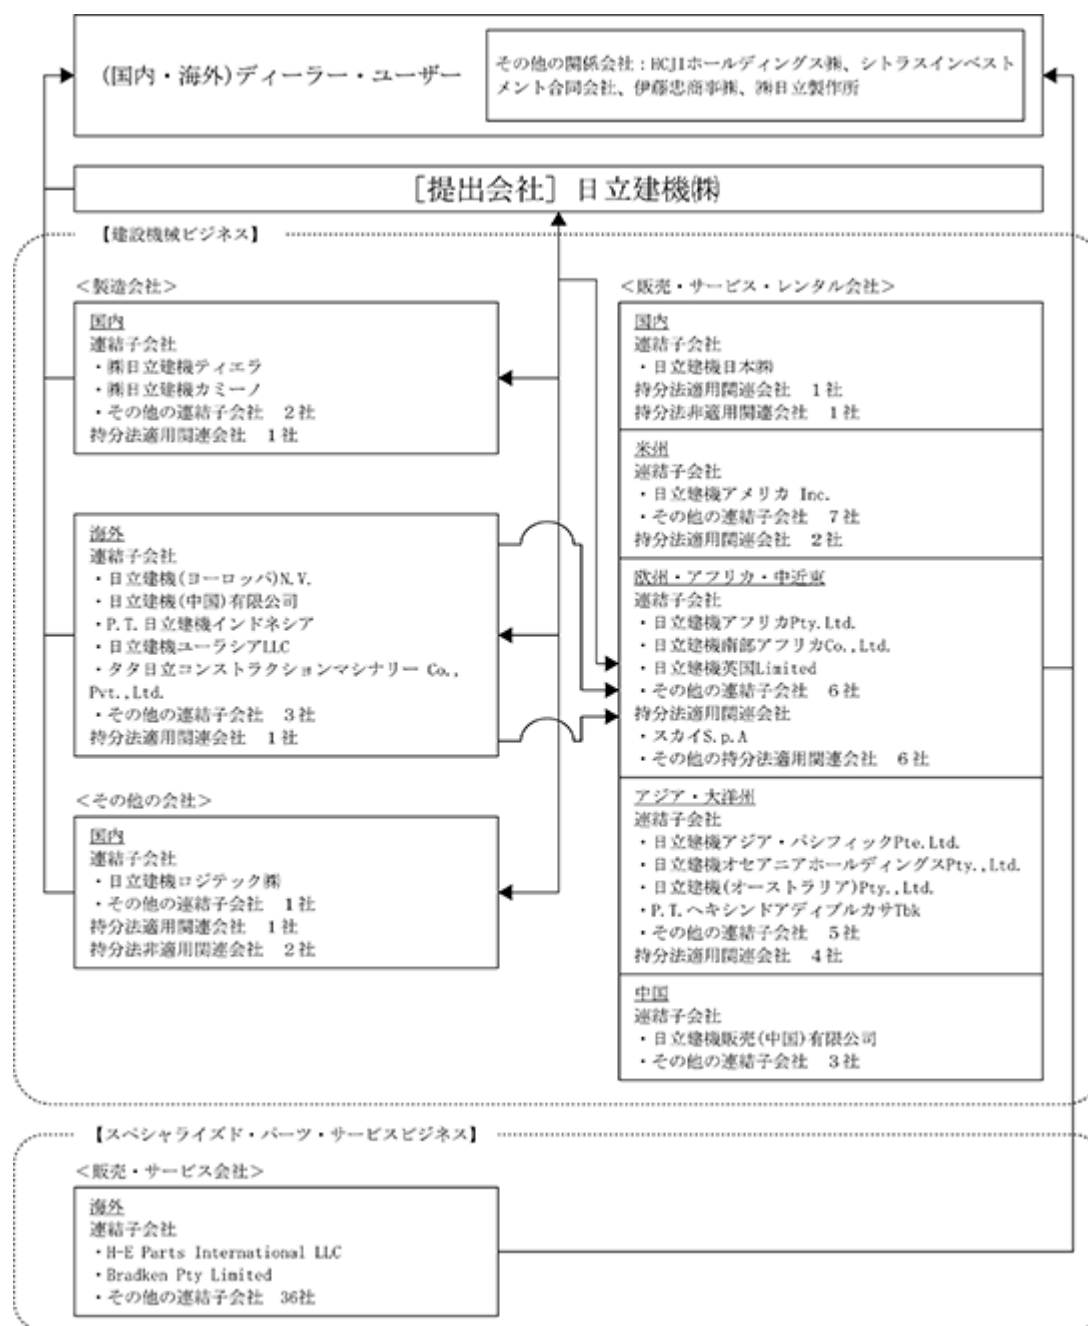 (国内・海外)ディーラー・ユーザー
その他の関係会社：HCJIホールディングス㈱、シトラスインベスト
メント合同会社、伊藤忠商事㈱、㈱日立製作所
［提出会社］日立建機㈱
【建設機械ビジネス】
＜製造会社＞
国内
連結子会社
・㈱日立建機ティエラ
・㈱日立建機カミーノ
・その他の連結子会社　2社
持分法適用関連会社　1社
海外
連結子会社
・日立建機(ヨーロッパ)N.V.
・日立建機(中国)有限公司
・P.T.日立建機インドネシア
・日立建機ユーラシアLLC
・タタ日立コンストラクションマシナリー Co.,
Pvt.,Ltd.
・その他の連結子会社　3社
持分法適用関連会社　1社
＜その他の会社＞
国内
連結子会社
・日立建機ロジテック㈱
・その他の連結子会社　1社
持分法適用関連会社　1社
持分法非適用関連会社　2社
＜販売・サービス・レンタル会社＞
国内
連結子会社
・日立建機日本㈱
持分法適用関連会社　1社
持分法非適用関連会社　1社
米州
連結子会社
・日立建機アメリカ Inc.
・その他の連結子会社　7社
持分法適用関連会社　2社
欧州・アフリカ・中近東
連結子会社
・日立建機アフリカPty.Ltd.
・日立建機南部アフリカCo.,Ltd.
・日立建機英国Limited
・その他の連結子会社　6社
持分法適用関連会社
・スカイS.p.A
・その他の持分法適用関連会社　6社
アジア・大洋州
連結子会社
・日立建機アジア・パシフィックPte.Ltd.
・日立建機オセアニアホールディングスPty.,Ltd.
・日立建機(オーストラリア)Pty.,Ltd.
・P.T.ヘキシンドアディプルカサTbk
・その他の連結子会社　5社
持分法適用関連会社　4社
中国
連結子会社
・日立建機販売(中国)有限公司
・その他の連結子会社　3社
【スペシャライズド・パーツ・サービスビジネス】
＜販売・サービス会社＞
海外
連結子会社
・H-E Parts International LLC
・Bradken Pty Limited
・その他の連結子会社　36社